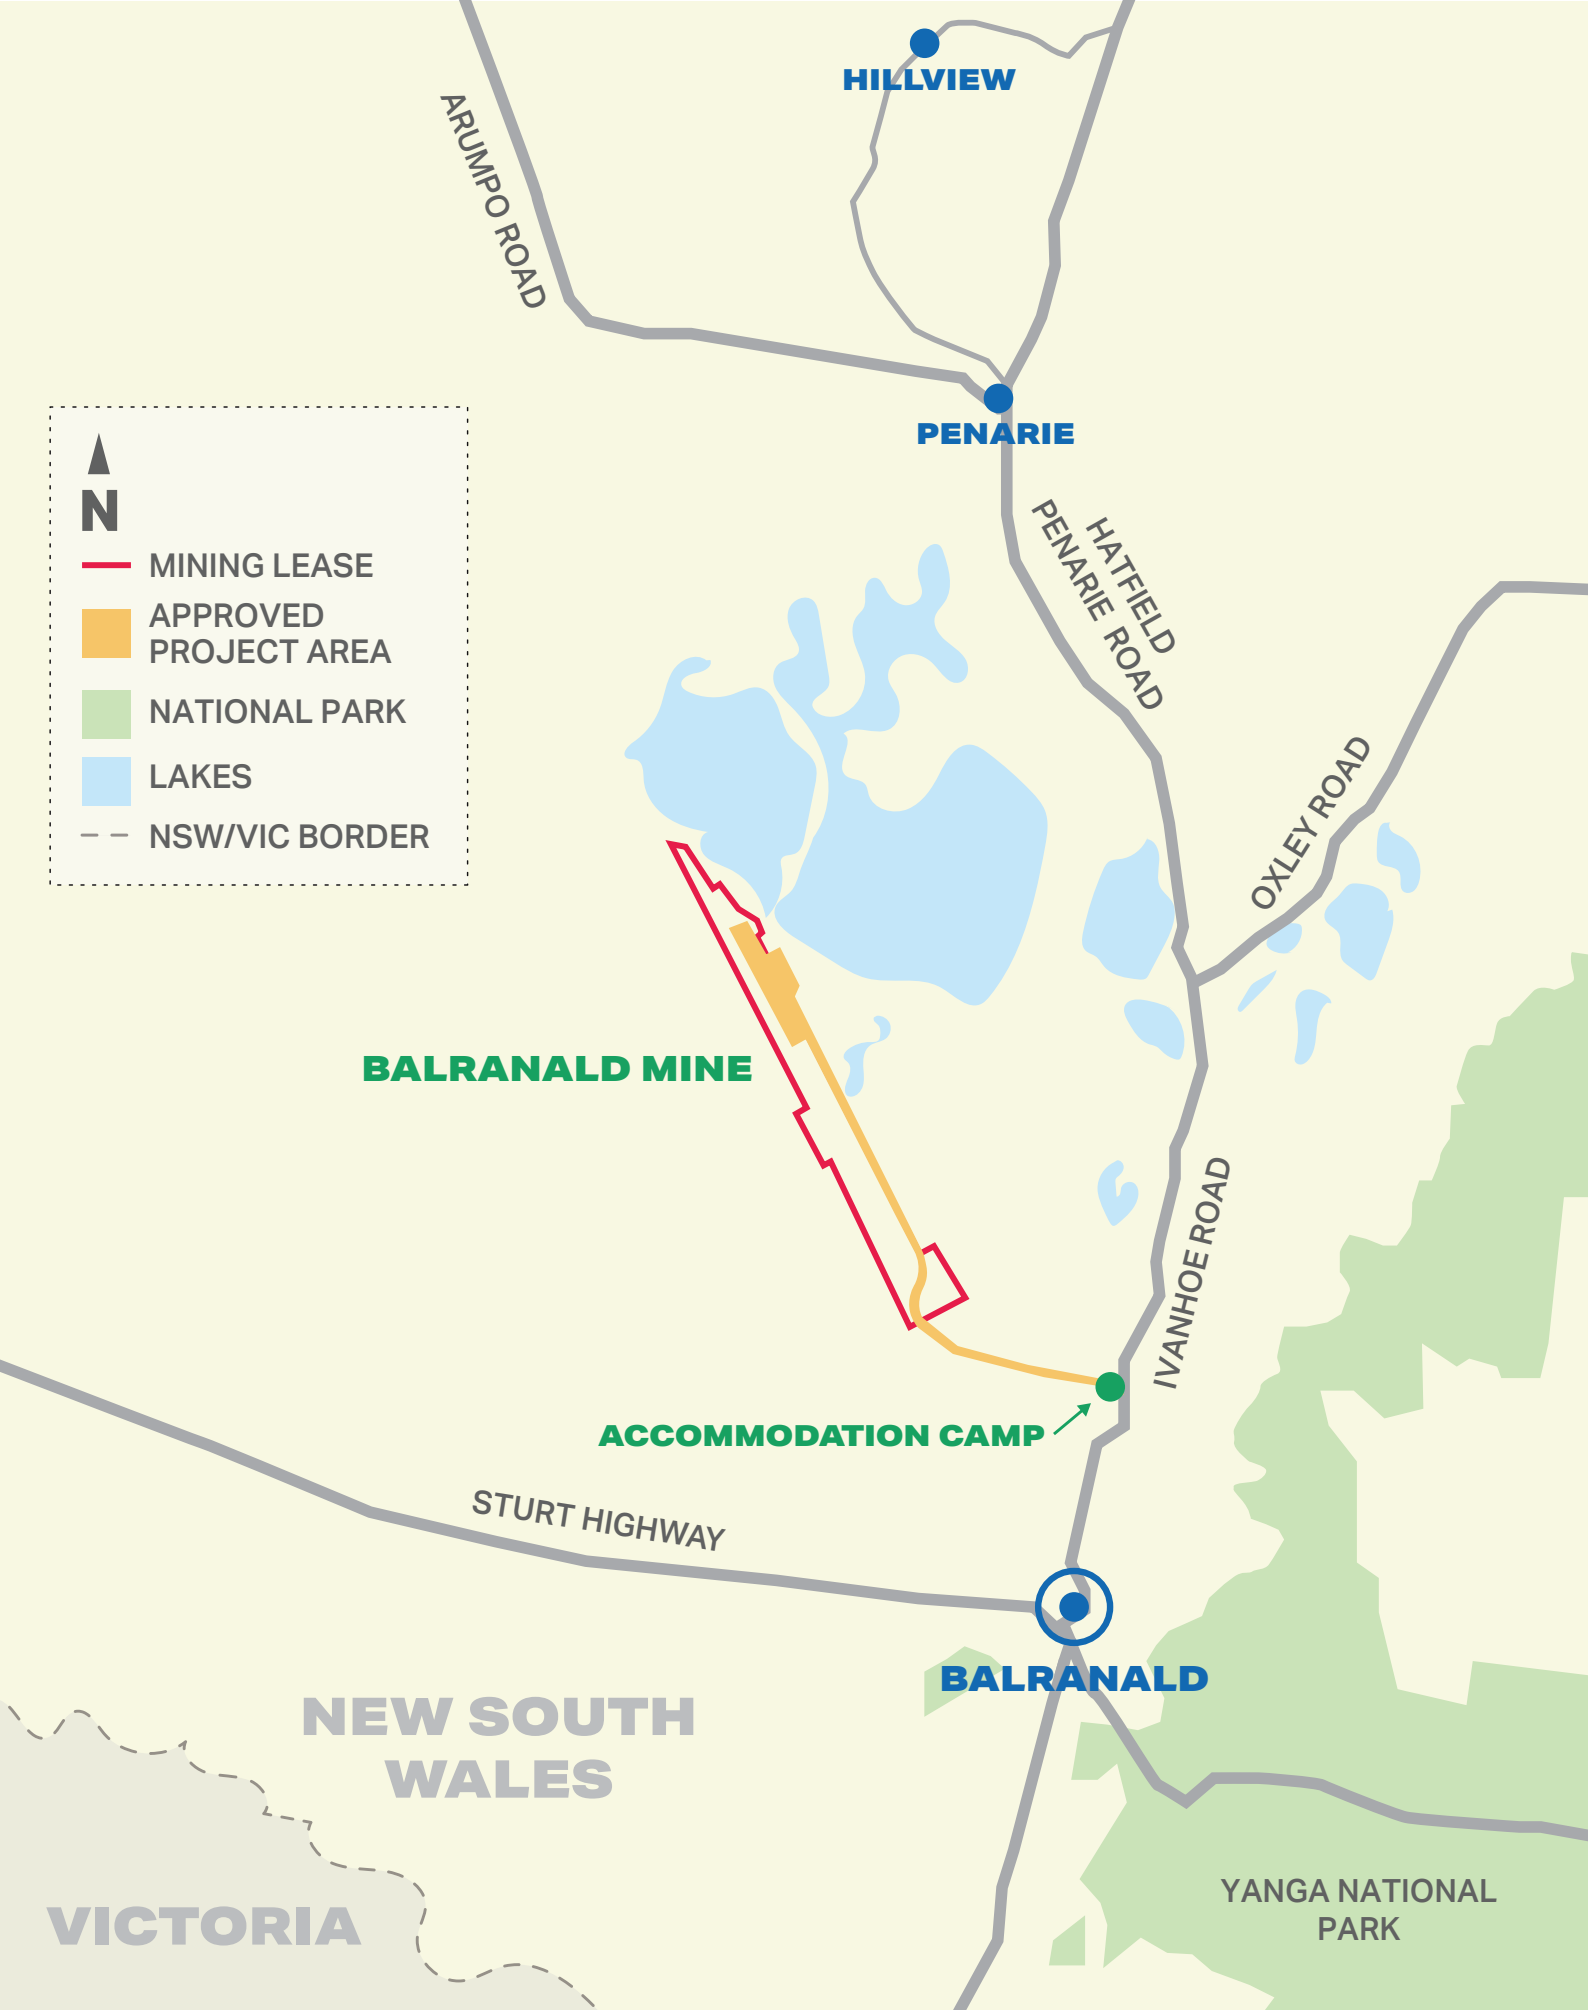 HILLVIEW
ARUMPO ROAD
PENARIE
N
MINING LEASE
APPROVED
PROJECT AREA
NATIONAL PARK
LAKES
NSW/VIC BORDER
HATFIELD
PENARIE ROAD
OXLEY ROAD
BALRANALD MINE
IVANHOE ROAD
ACCOMMODATION CAMP
STURT HIGHWAY
BALRANALD
NEW SOUTH
WALES
YANGA NATIONAL
PARK
VICTORIA